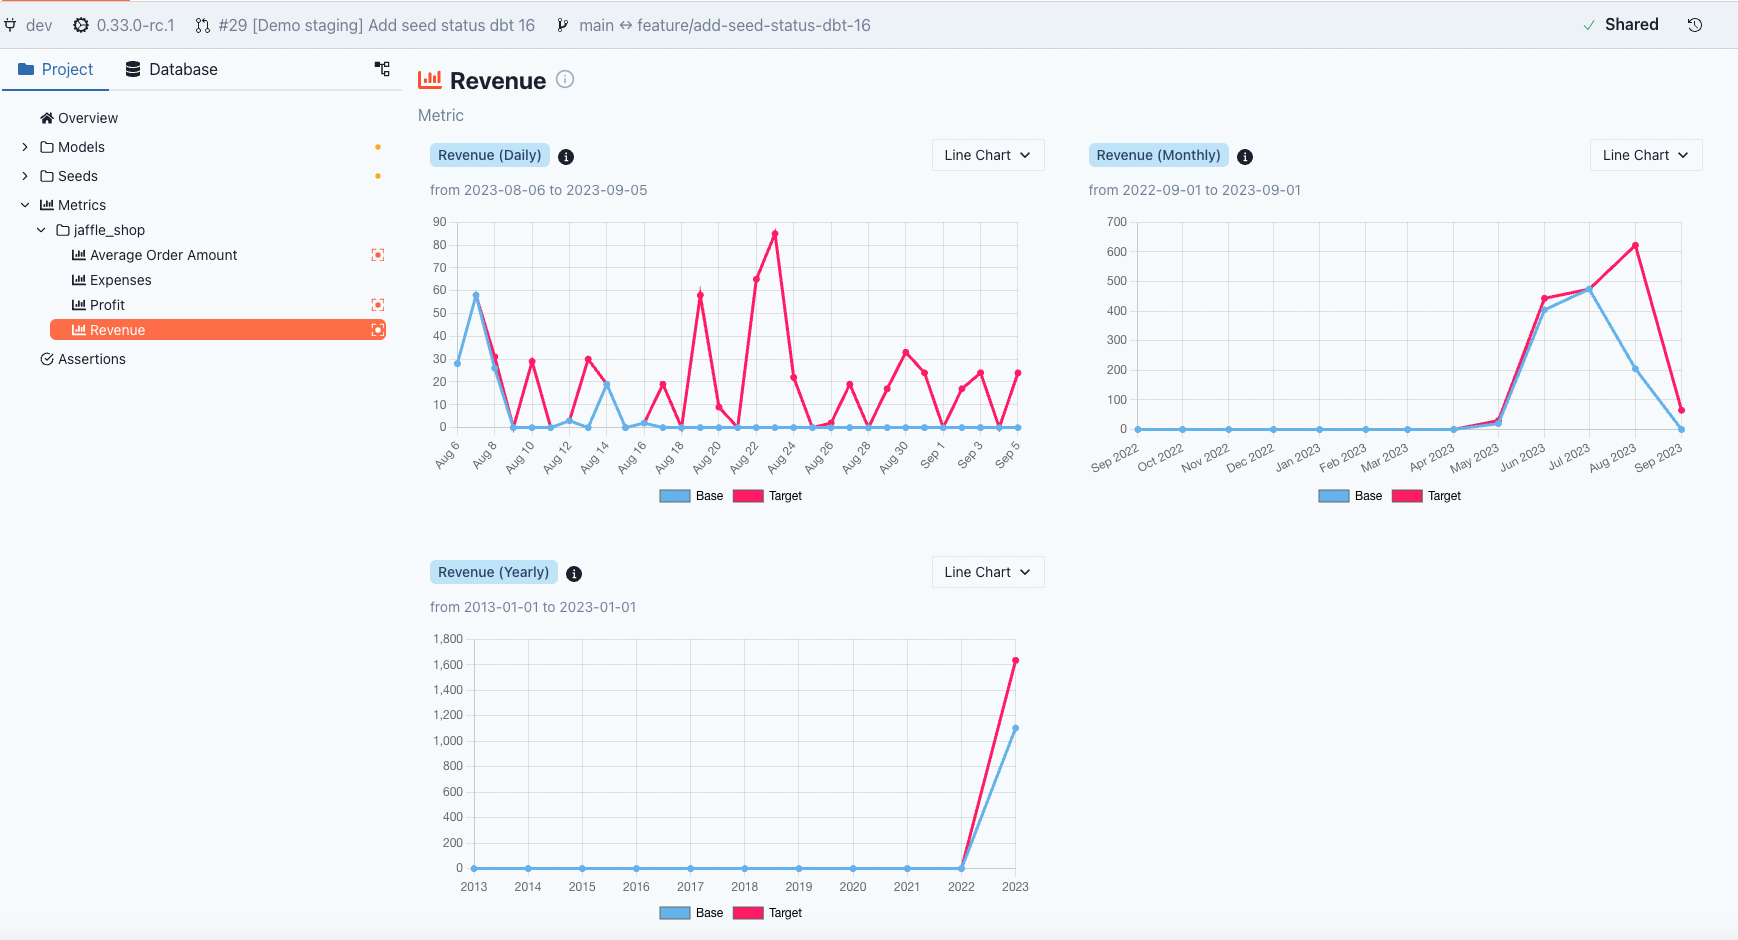 dev 0.33.0-rc.1 #29 [Demo staging] Add seed status dbt 16 main ↔ feature/add-seed-status-dbt-16 Shared
Project Database
Overview
Models
Seeds
Metrics
jaffle_shop
Average Order Amount
Expenses
Profit
Revenue
Assertions
Revenue
Metric
Revenue (Daily) Line Chart
from 2023-08-06 to 2023-09-05
90
80
70
60
50
40
30
20
10
0
Aug 6 Aug 8 Aug 10 Aug 12 Aug 14 Aug 16 Aug 18 Aug 20 Aug 22 Aug 24 Aug 26 Aug 28 Aug 30 Sep 1 Sep 3 Sep 5
Base Target
Revenue (Monthly) Line Chart
from 2022-09-01 to 2023-09-01
700
600
500
400
300
200
100
0
Sep 2022 Oct 2022 Nov 2022 Dec 2022 Jan 2023 Feb 2023 Mar 2023 Apr 2023 May 2023 Jun 2023 Jul 2023 Aug 2023 Sep 2023
Base Target
Revenue (Yearly) Line Chart
from 2013-01-01 to 2023-01-01
1,800
1,600
1,400
1,200
1,000
800
600
400
200
0
2013 2014 2015 2016 2017 2018 2019 2020 2021 2022 2023
Base Target